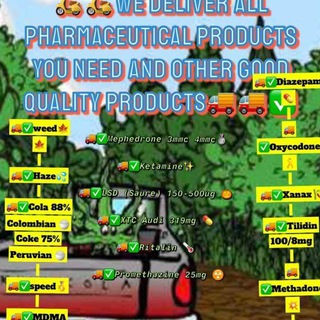 🛵🛵WE DELIVER ALL
PHARMACEUTICAL PRODUCTS
YOU NEED AND OTHER GOOD
QUALITY PRODUCTS🚚🚚✅
🚚✅weed🍁
🚚✅Haze💨
🚚✅Cola 88%
Colombian
Coke 75%
Peruvian
🚚✅speed
🚚✅MDMA
🚚✅Mephedrone 3mmc 4mmc
🚚✅Ketamine✨
🚚✅LSD (Saure) 150-500ug
🚚✅XTC Audi 319mg 💊
🚚✅Ritalin
🚚✅Promethazine 25mg
🚚✅Diazepam
✅Oxycodone
🚚✅Xanax
🚚✅Tilidin
100/8mg
🚚✅Methadon